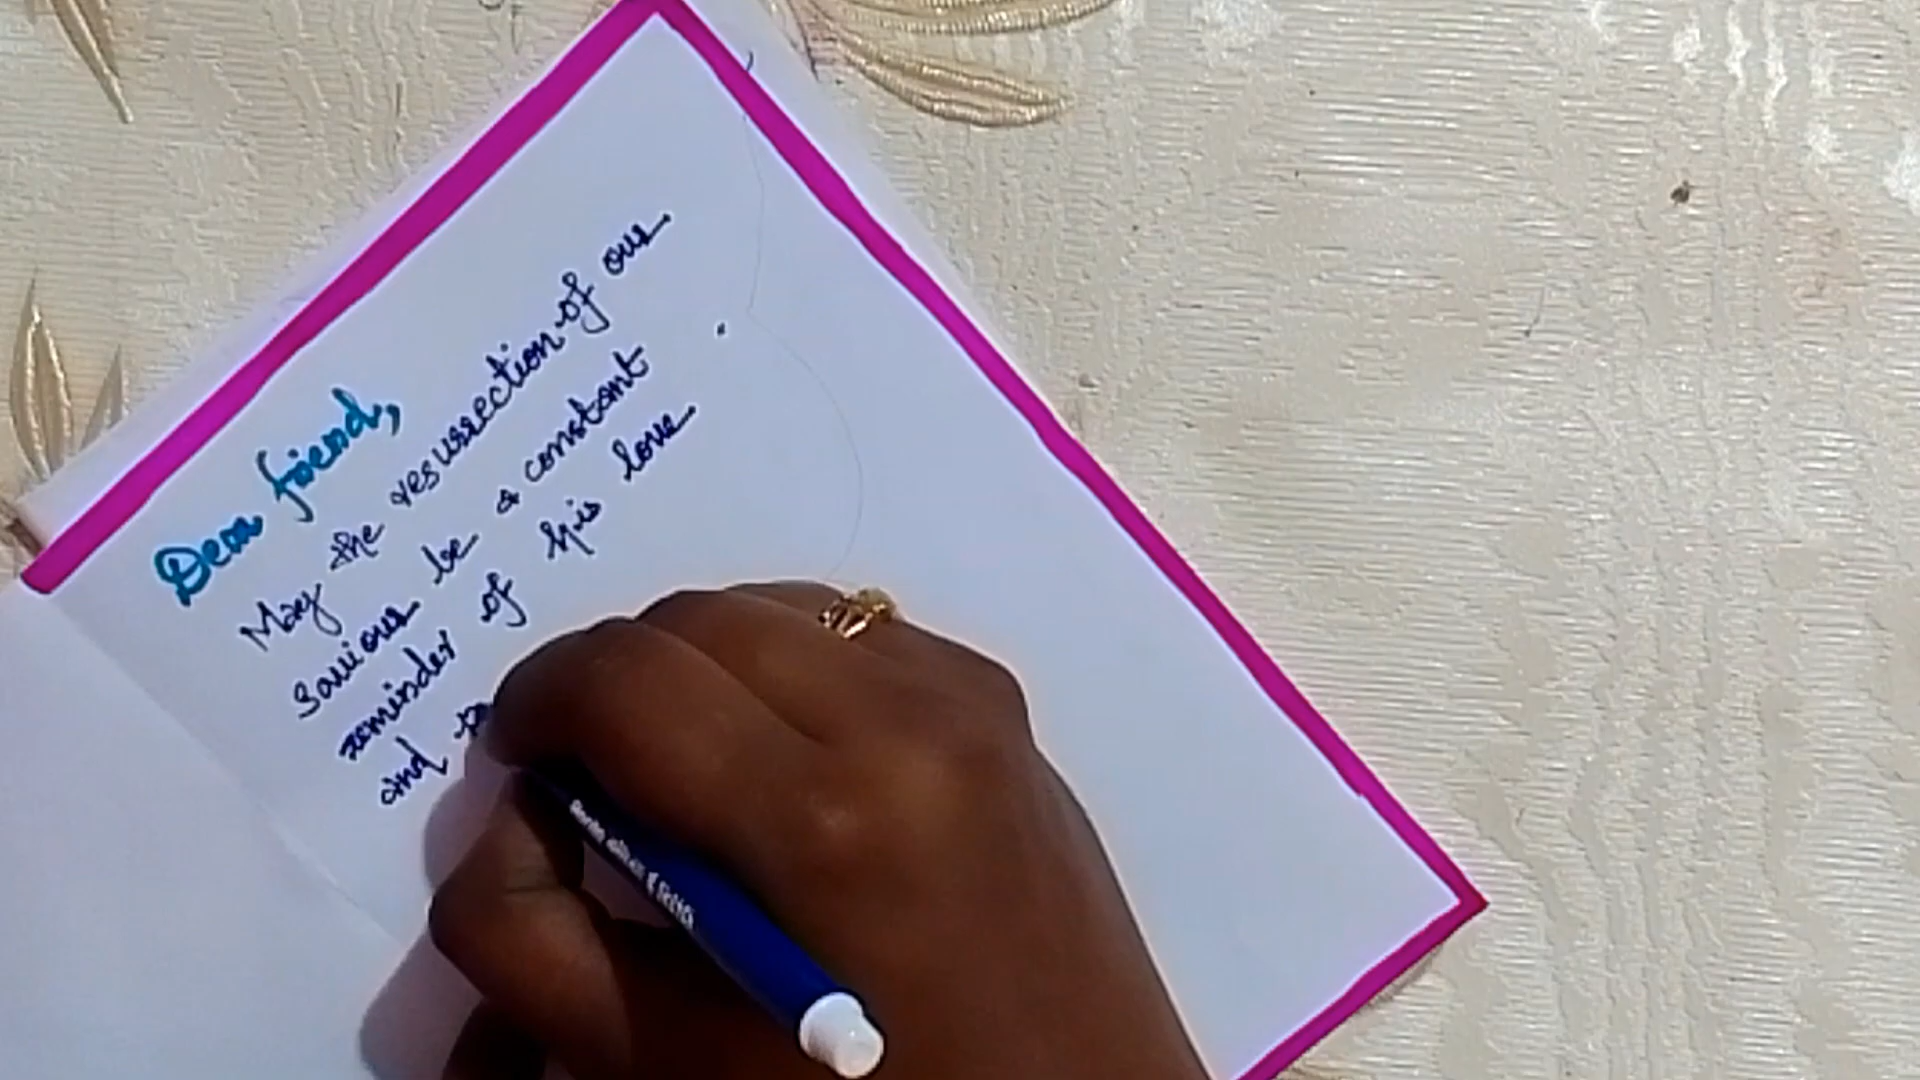 Dear friend,
May the resurrection of our
Saviour be a constant
reminder of his love
and